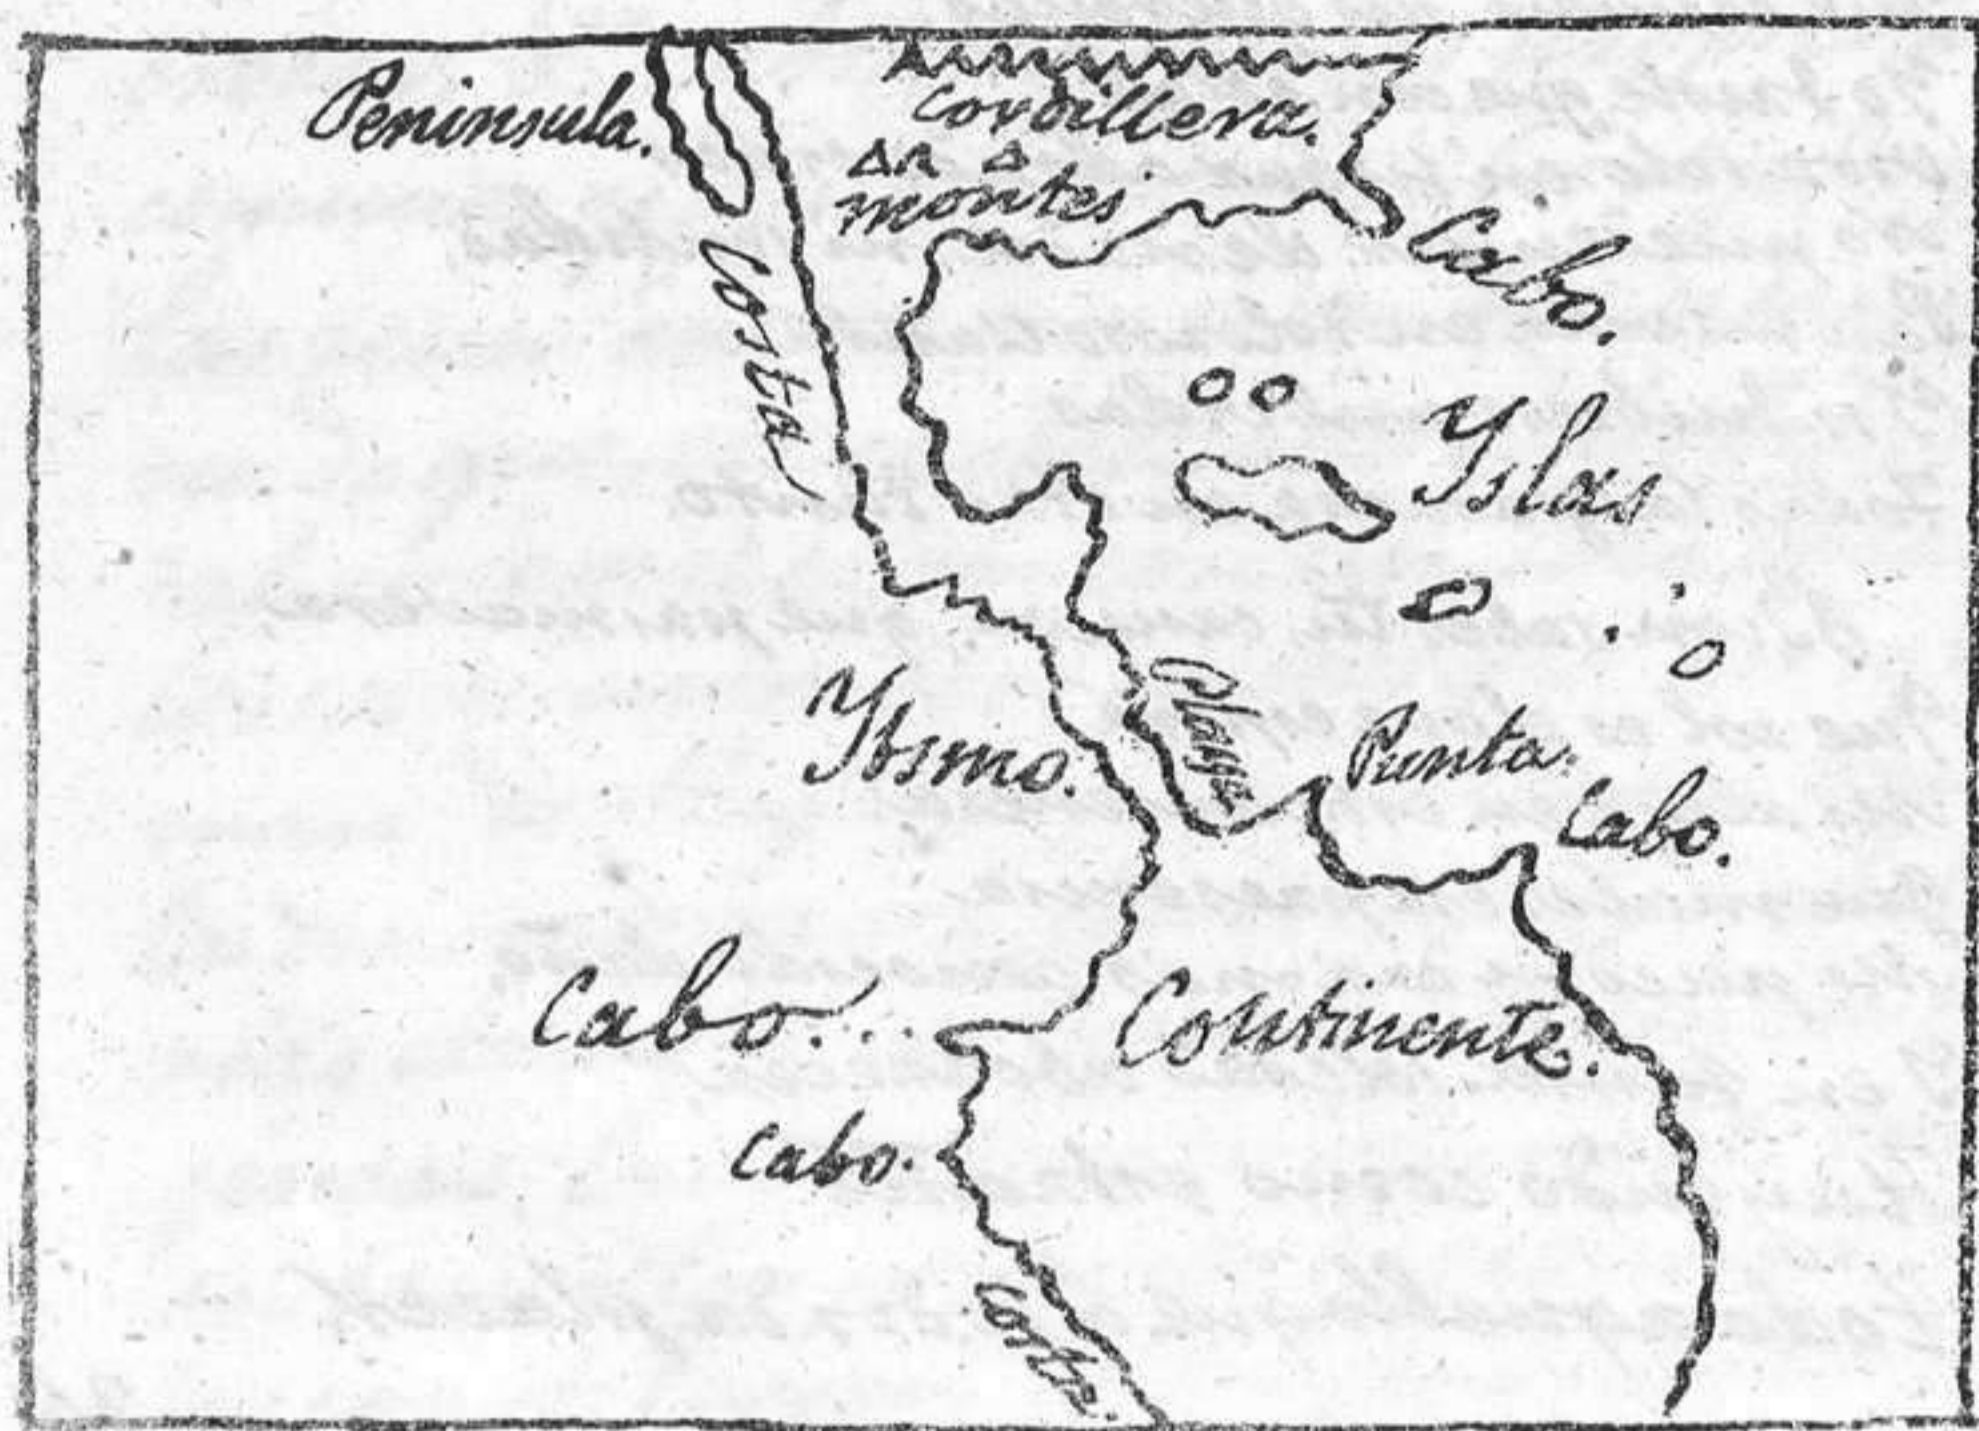 Peninsula.
Cordillera.
montes
Cabo.
Costa
Yslas
Ytsmo.
Playa
Punta.
Cabo.
Cabo...
Continente.
Cabo.
Costa.